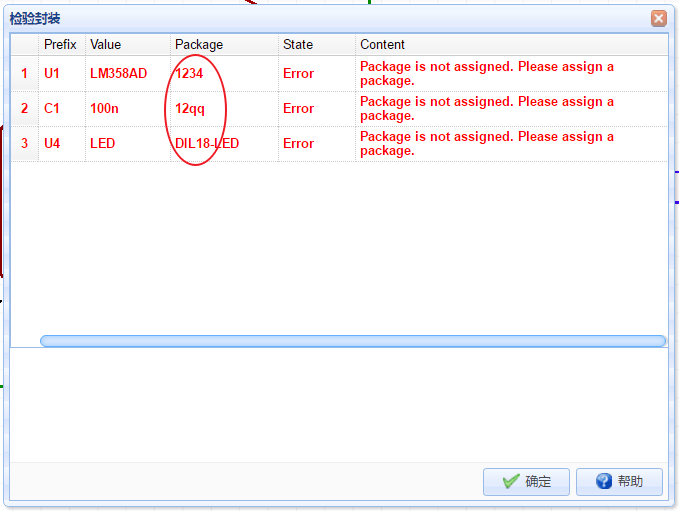 检验封装
Prefix Value Package State Content
1 U1 LM358AD 1234 Error Package is not assigned. Please assign a
package.
2 C1 100n 12qq Error Package is not assigned. Please assign a
package.
3 U4 LED DIL18-LED Error Package is not assigned. Please assign a
package.
确定 帮助